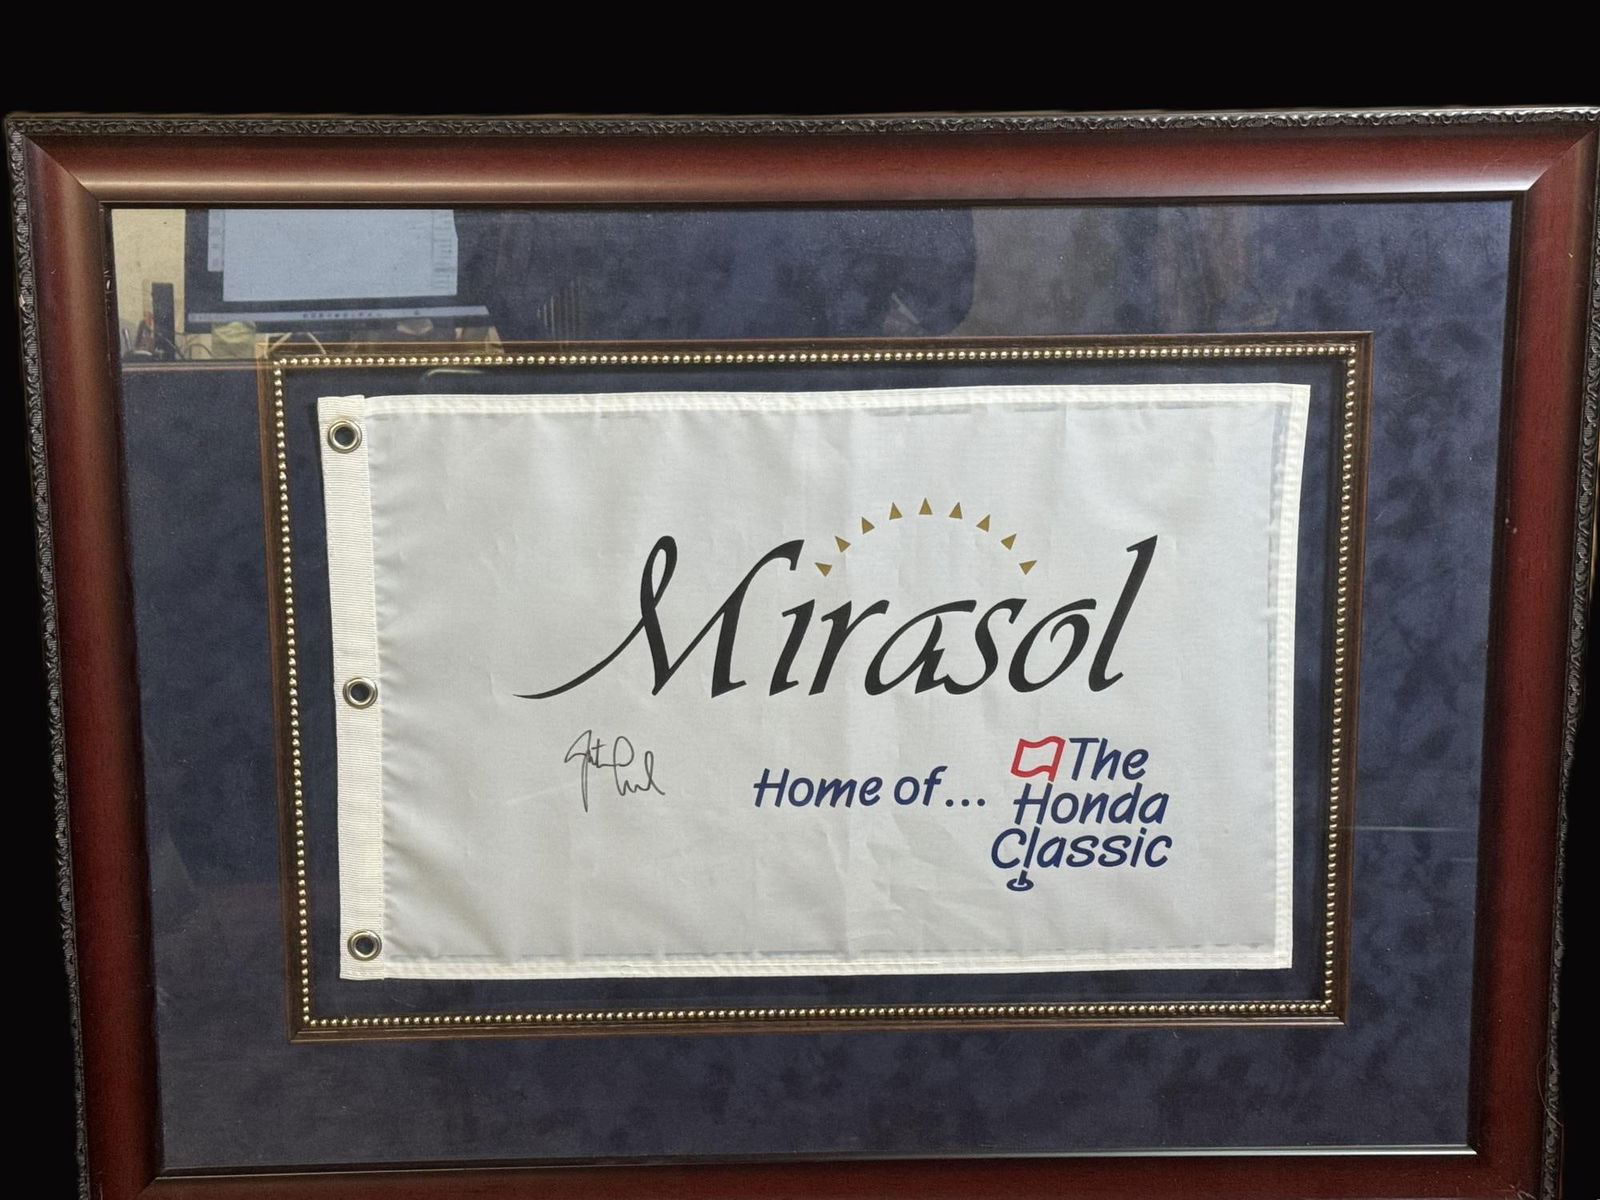 Mirasol
Home of...
The
Honda
Classic